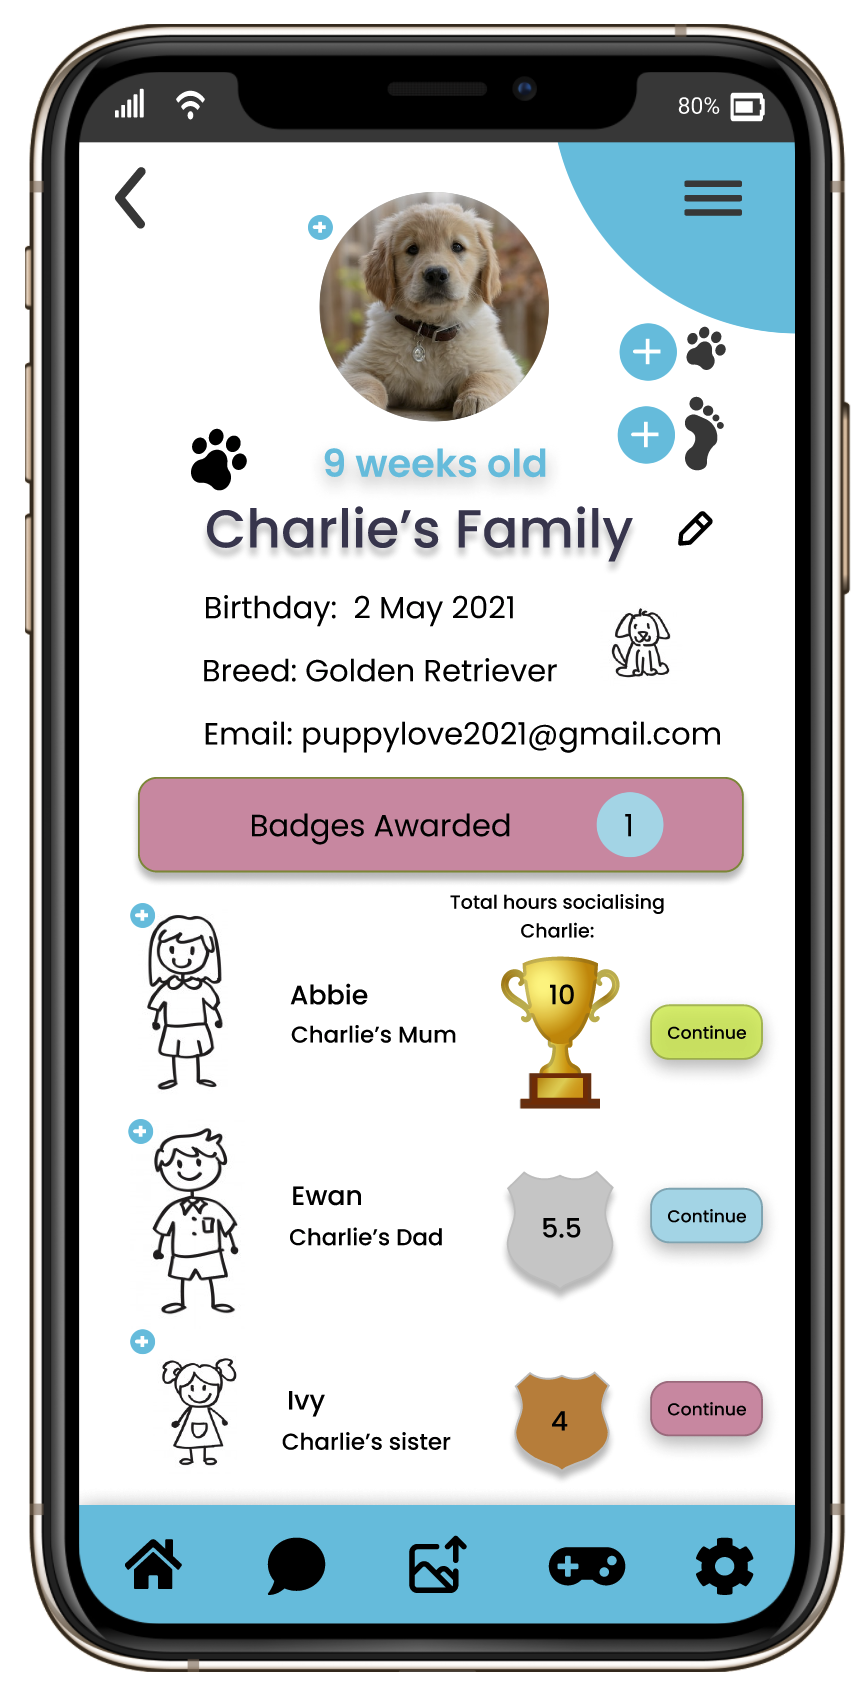 80%
9 weeks old
Charlie's Family
Birthday: 2 May 2021
Breed: Golden Retriever
Email: puppylove2021@gmail.com
Badges Awarded 1
Total hours socialising
Charlie:
10
Abbie
Charlie's Mum
Continue
Ewan
Charlie's Dad
5.5
Continue
Ivy
Charlie's sister
4
Continue